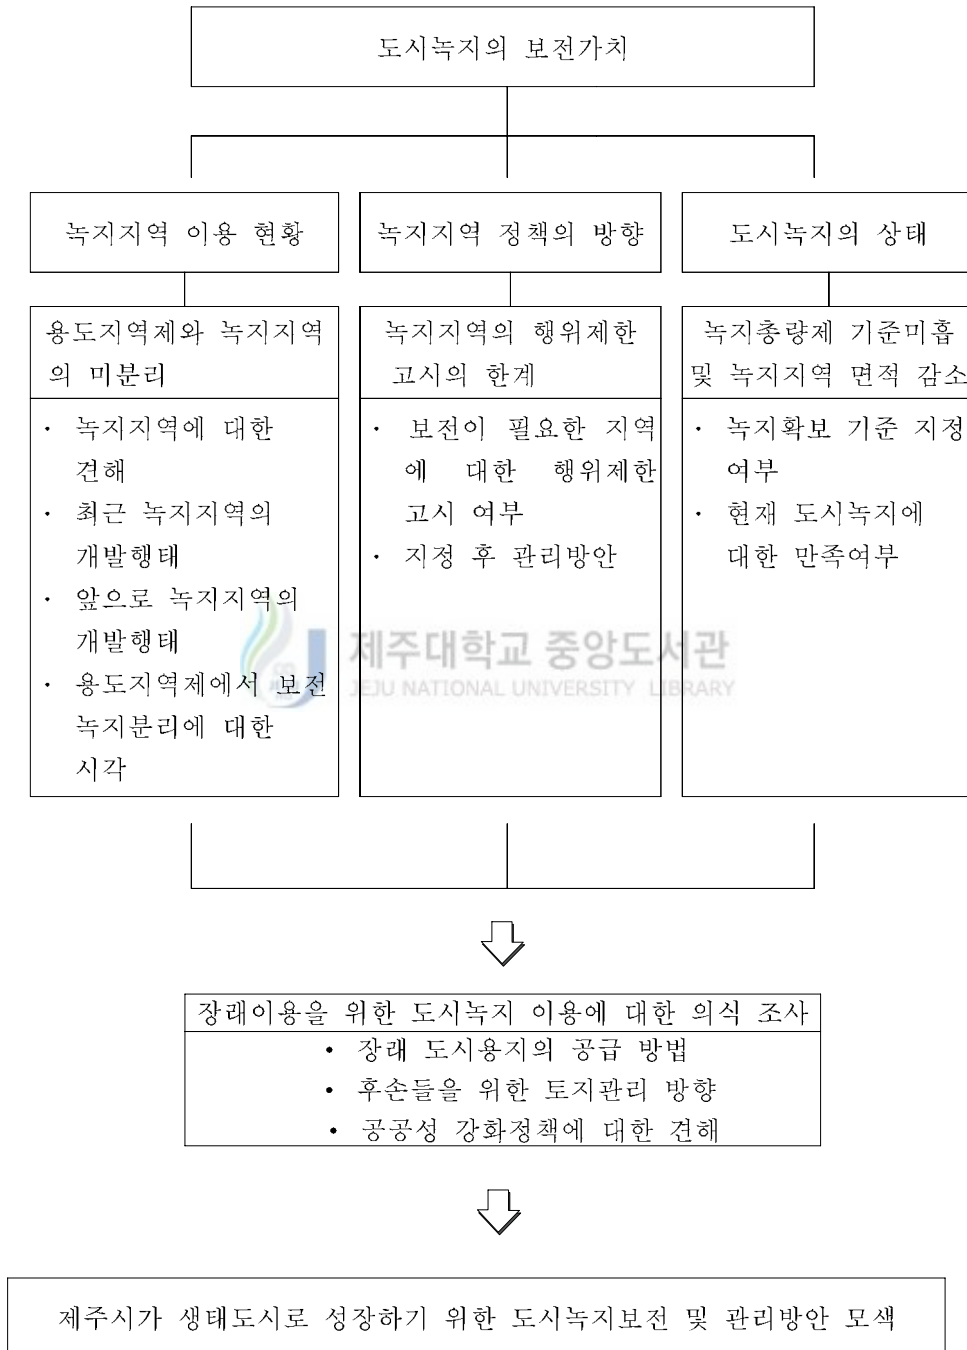 도시녹지의 보전가치
녹지지역 이용 현황
녹지지역 정책의 방향
도시녹지의 상태
용도지역제와 녹지지역
의 미분리
· 녹지지역에 대한
견해
· 최근 녹지지역의
개발행태
· 앞으로 녹지지역의
개발행태
· 용도지역제에서 보전
녹지분리에 대한
시각
녹지지역의 행위제한
고시의 한계
· 보전이 필요한 지역
에 대한 행위제한
고시 여부
· 지정 후 관리방안
녹지총량제 기준미흡
및 녹지지역 면적 감소
· 녹지확보 기준 지정
여부
· 현재 도시녹지에
대한 만족여부
제주대학교 중앙도서관
JEJU NATIONAL UNIVERSITY LIBRARY
장래이용을 위한 도시녹지 이용에 대한 의식 조사
• 장래 도시용지의 공급 방법
• 후손들을 위한 토지관리 방향
• 공공성 강화정책에 대한 견해
제주시가 생태도시로 성장하기 위한 도시녹지보전 및 관리방안 모색